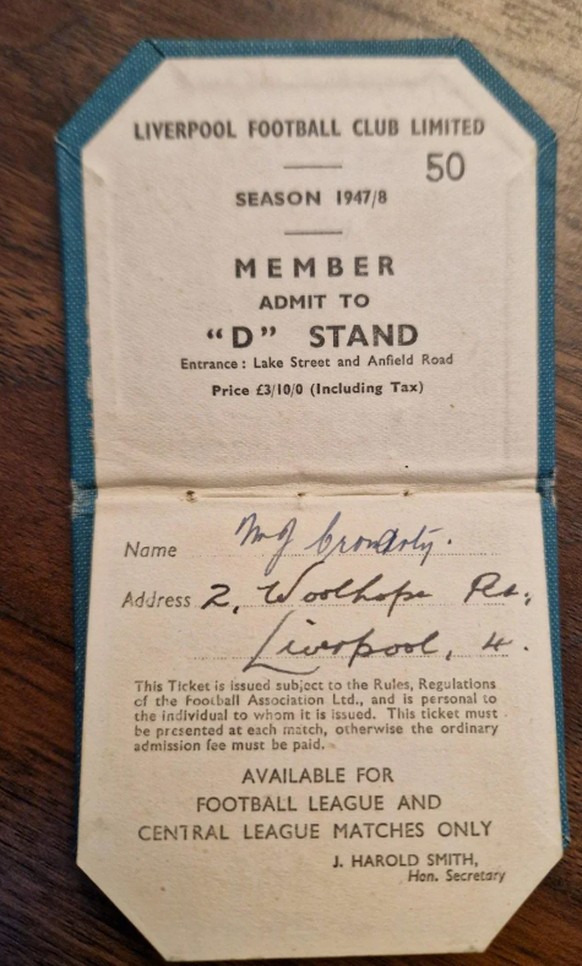 LIVERPOOL FOOTBALL CLUB LIMITED
50
SEASON 1947/8
MEMBER
ADMIT TO
“D” STAND
Entrance : Lake Street and Anfield Road
Price £3/10/0 (Including Tax)
Name
Address 2, Woolhope Rd.,
Liverpool, 4.
This Ticket is issued subject to the Rules, Regulations
of the Football Association Ltd., and is personal to
the individual to whom it is issued. This ticket must
be presented at each match, otherwise the ordinary
admission fee must be paid.
AVAILABLE FOR
FOOTBALL LEAGUE AND
CENTRAL LEAGUE MATCHES ONLY
J. HAROLD SMITH,
Hon. Secretary